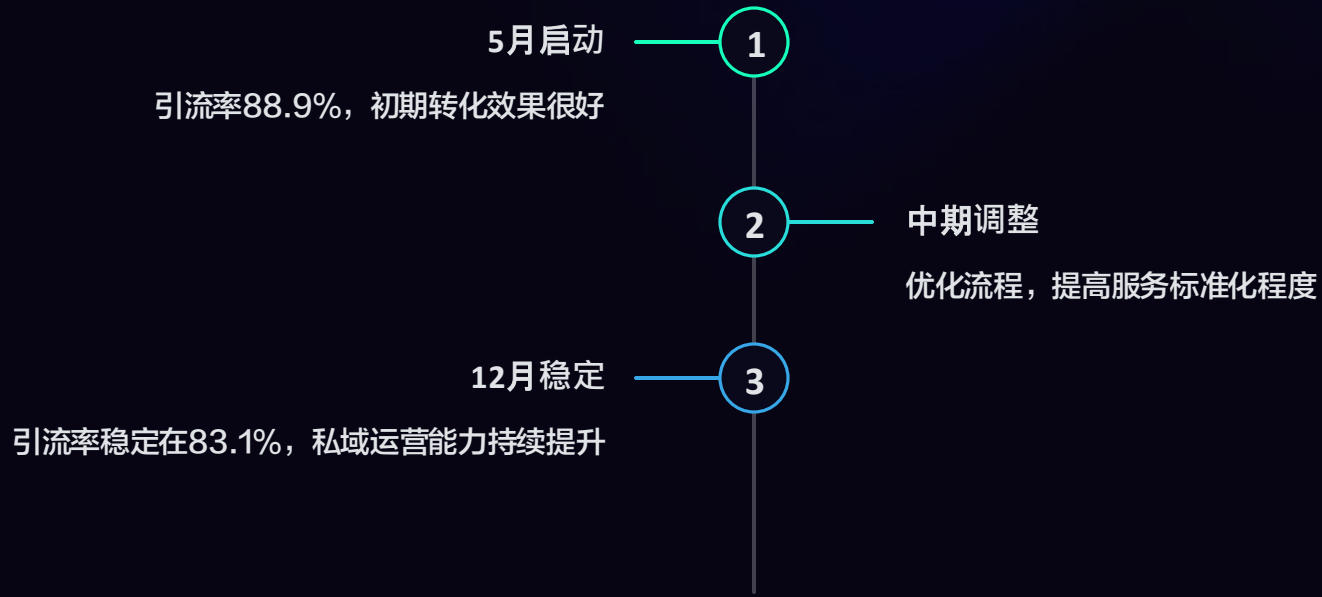 5月启动
1
引流率88.9%，初期转化效果很好
2
中期调整
优化流程，提高服务标准化程度
12月稳定
3
引流率稳定在83.1%，私域运营能力持续提升